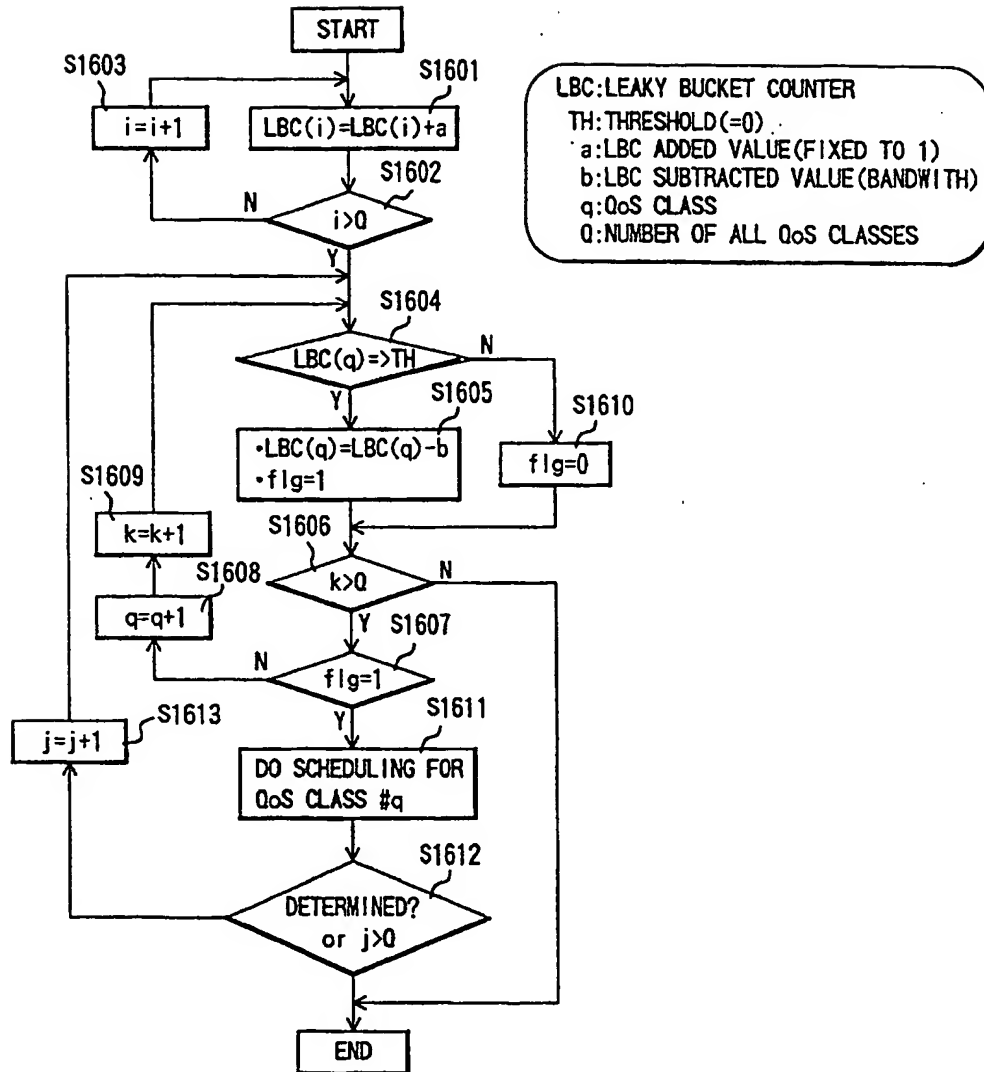 START
S1603
S1601
i=i+1
LBC(i)=LBC(i)+a
S1602
N
i>Q
Y
LBC:LEAKY BUCKET COUNTER
TH:THRESHOLD(=0)
a:LBC ADDED VALUE(FIXED TO 1)
b:LBC SUBTRACTED VALUE(BANDWITH)
q:QoS CLASS
Q:NUMBER OF ALL QoS CLASSES
S1604
LBC(q)=>TH
N
Y
S1605
S1610
•LBC(q)=LBC(q)-b
•flg=1
flg=0
S1609
k=k+1
S1606
k>Q
N
Y
S1608
q=q+1
S1607
N
flg=1
Y
S1613
j=j+1
S1611
DO SCHEDULING FOR
QoS CLASS #q
S1612
DETERMINED?
or j>Q
END